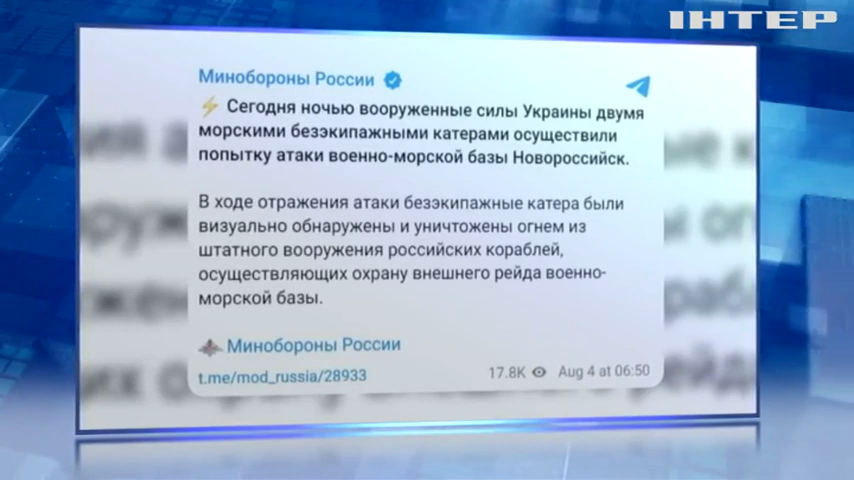 ІНТЕР
Минобороны России
⚡ Сегодня ночью вооруженные силы Украины двумя
морскими безэкипажными катерами осуществили
попытку атаки военно-морской базы Новороссийск.
В ходе отражения атаки безэкипажные катера были
визуально обнаружены и уничтожены огнем из
штатного вооружения российских кораблей,
осуществляющих охрану внешнего рейда военно-
морской базы.
Минобороны России
t.me/mod_russia/28933
17.8K Aug 4 at 06:50